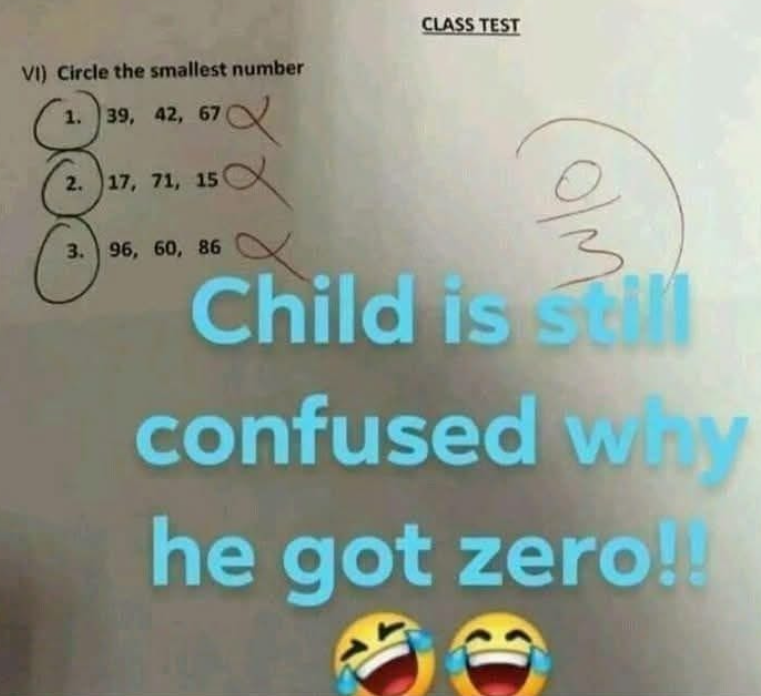 CLASS TEST
VI) Circle the smallest number
1. 39, 42, 67
2. 17, 71, 15
3. 96, 60, 86
0/3
Child is still
confused why
he got zero!!